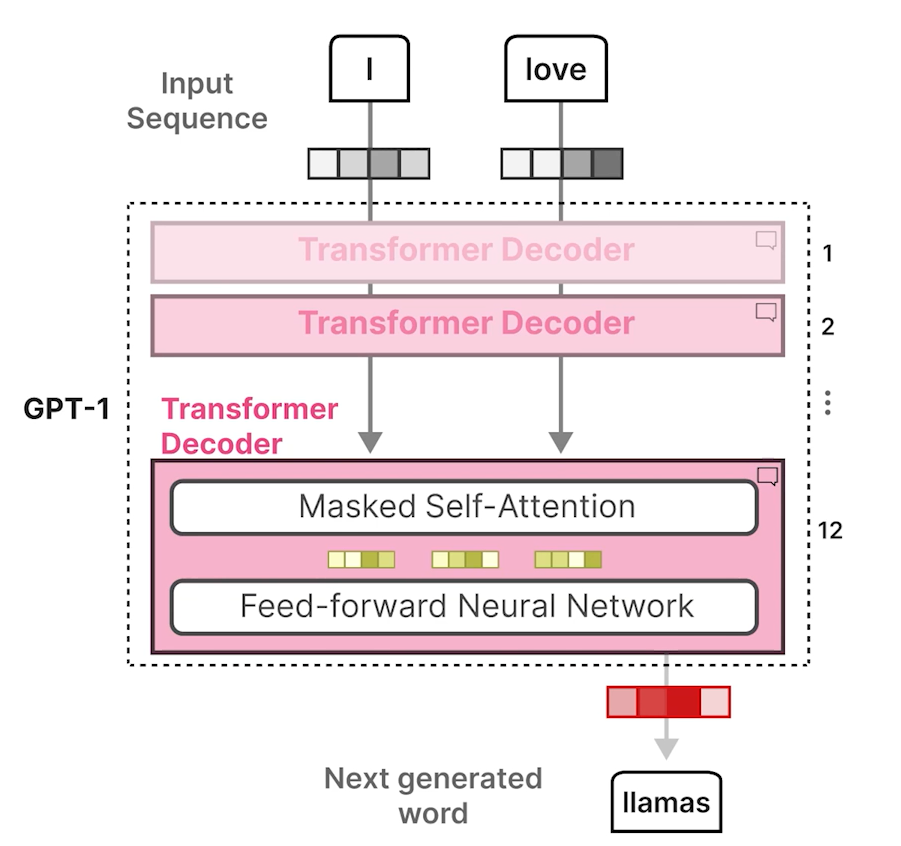 I
love
Input
Sequence
Transformer Decoder
1
Transformer Decoder
2
GPT-1
Transformer
Decoder
Masked Self-Attention
12
Feed-forward Neural Network
Next generated
word
llamas